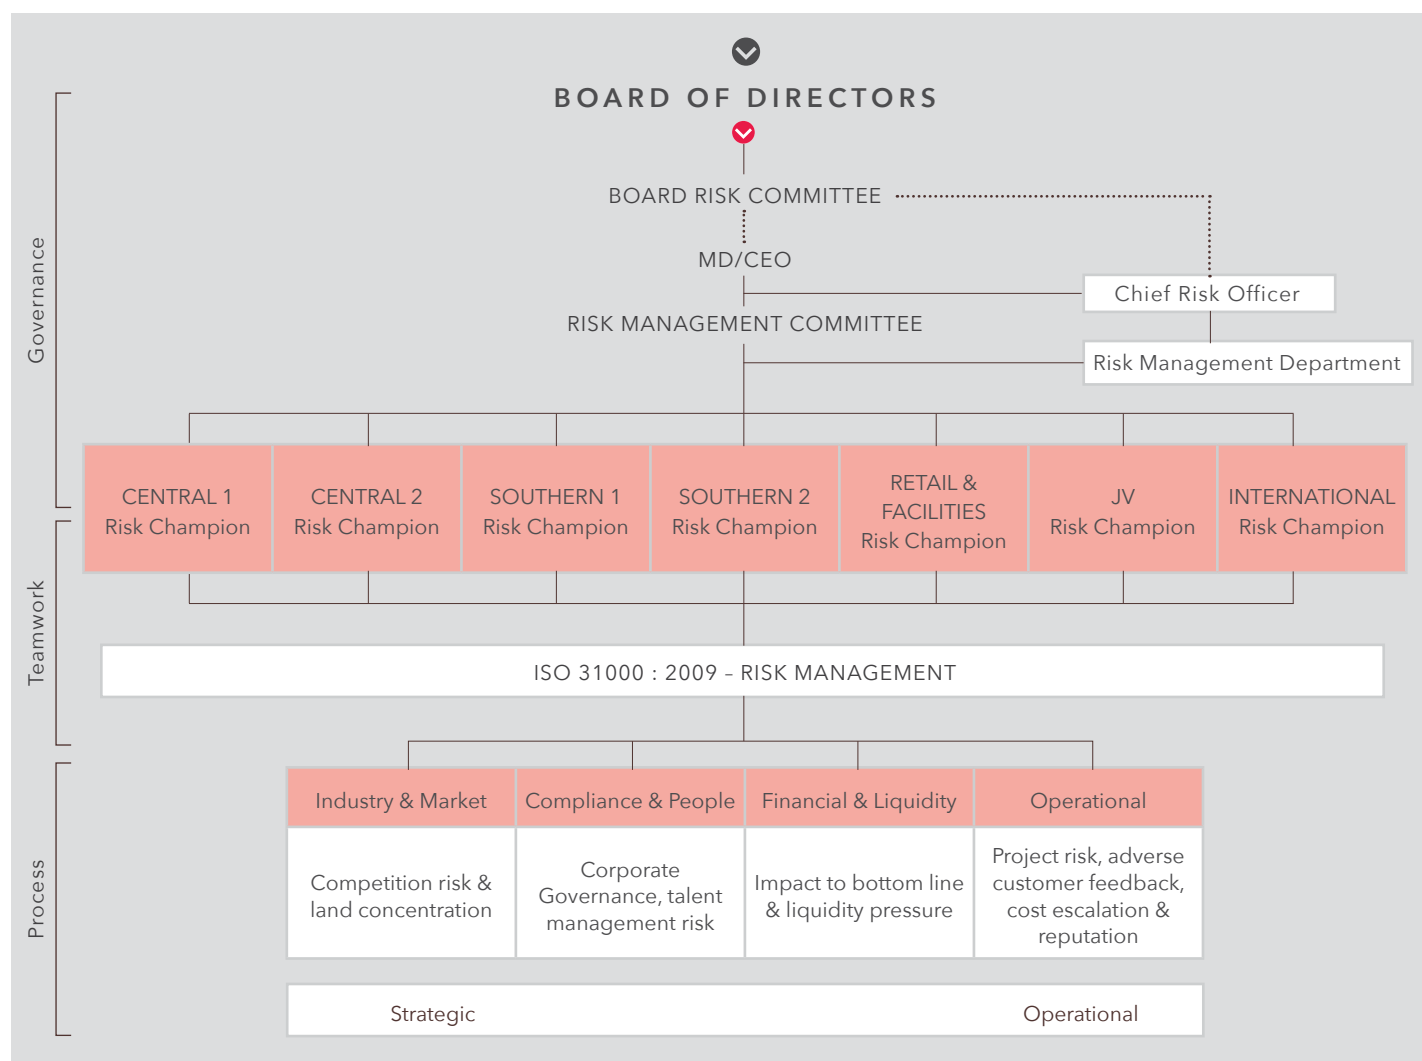 BOARD OF DIRECTORS
BOARD RISK COMMITTEE
MD/CEO
Chief Risk Officer
RISK MANAGEMENT COMMITTEE
Risk Management Department
Governance
CENTRAL 1
Risk Champion
CENTRAL 2
Risk Champion
SOUTHERN 1
Risk Champion
SOUTHERN 2
Risk Champion
RETAIL &
FACILITIES
Risk Champion
JV
Risk Champion
INTERNATIONAL
Risk Champion
Teamwork
ISO 31000 : 2009 – RISK MANAGEMENT
Process
Industry & Market
Competition risk &
land concentration
Compliance & People
Corporate
Governance, talent
management risk
Financial & Liquidity
Impact to bottom line
& liquidity pressure
Operational
Project risk, adverse
customer feedback,
cost escalation &
reputation
Strategic
Operational